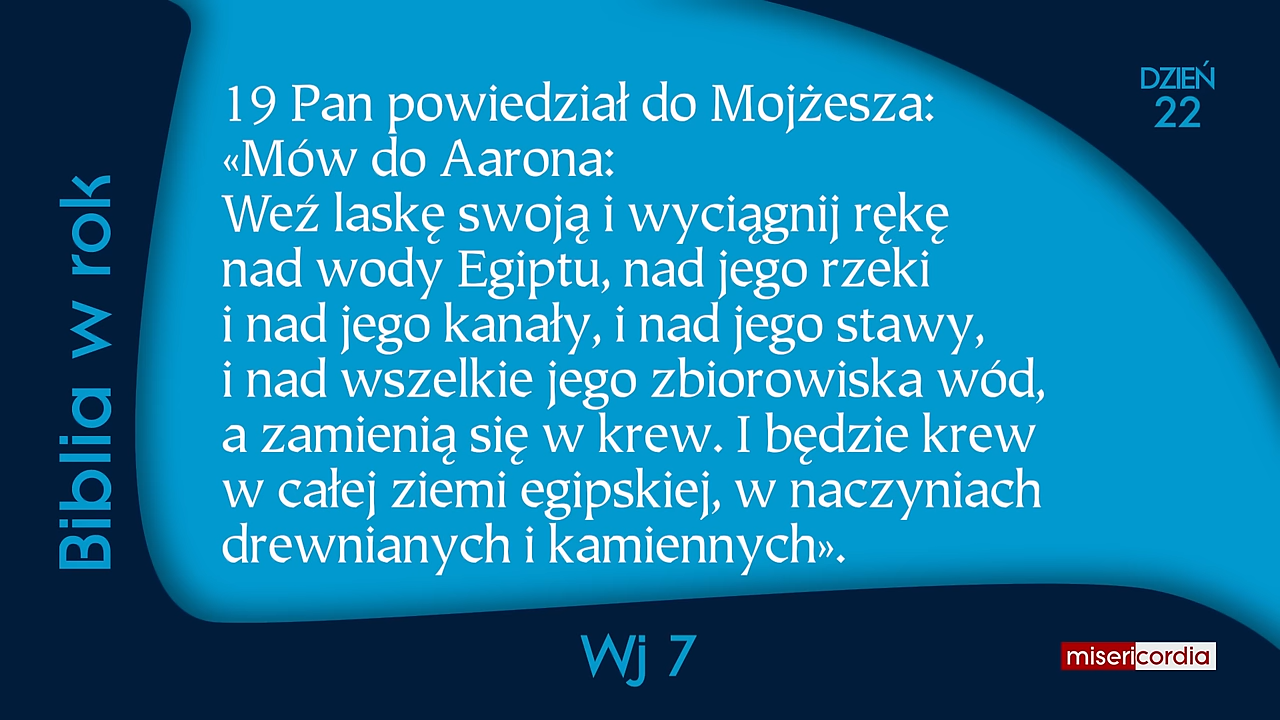 DZIEŃ
22
19 Pan powiedział do Mojżesza:
«Mów do Aarona:
Weź laskę swoją i wyciągnij rękę
nad wody Egiptu, nad jego rzeki
i nad jego kanały, i nad jego stawy,
i nad wszelkie jego zbiorowiska wód,
a zamienią się w krew. I będzie krew
w całej ziemi egipskiej, w naczyniach
drewnianych i kamiennych».
Biblia w rok
Wj 7
misericordia